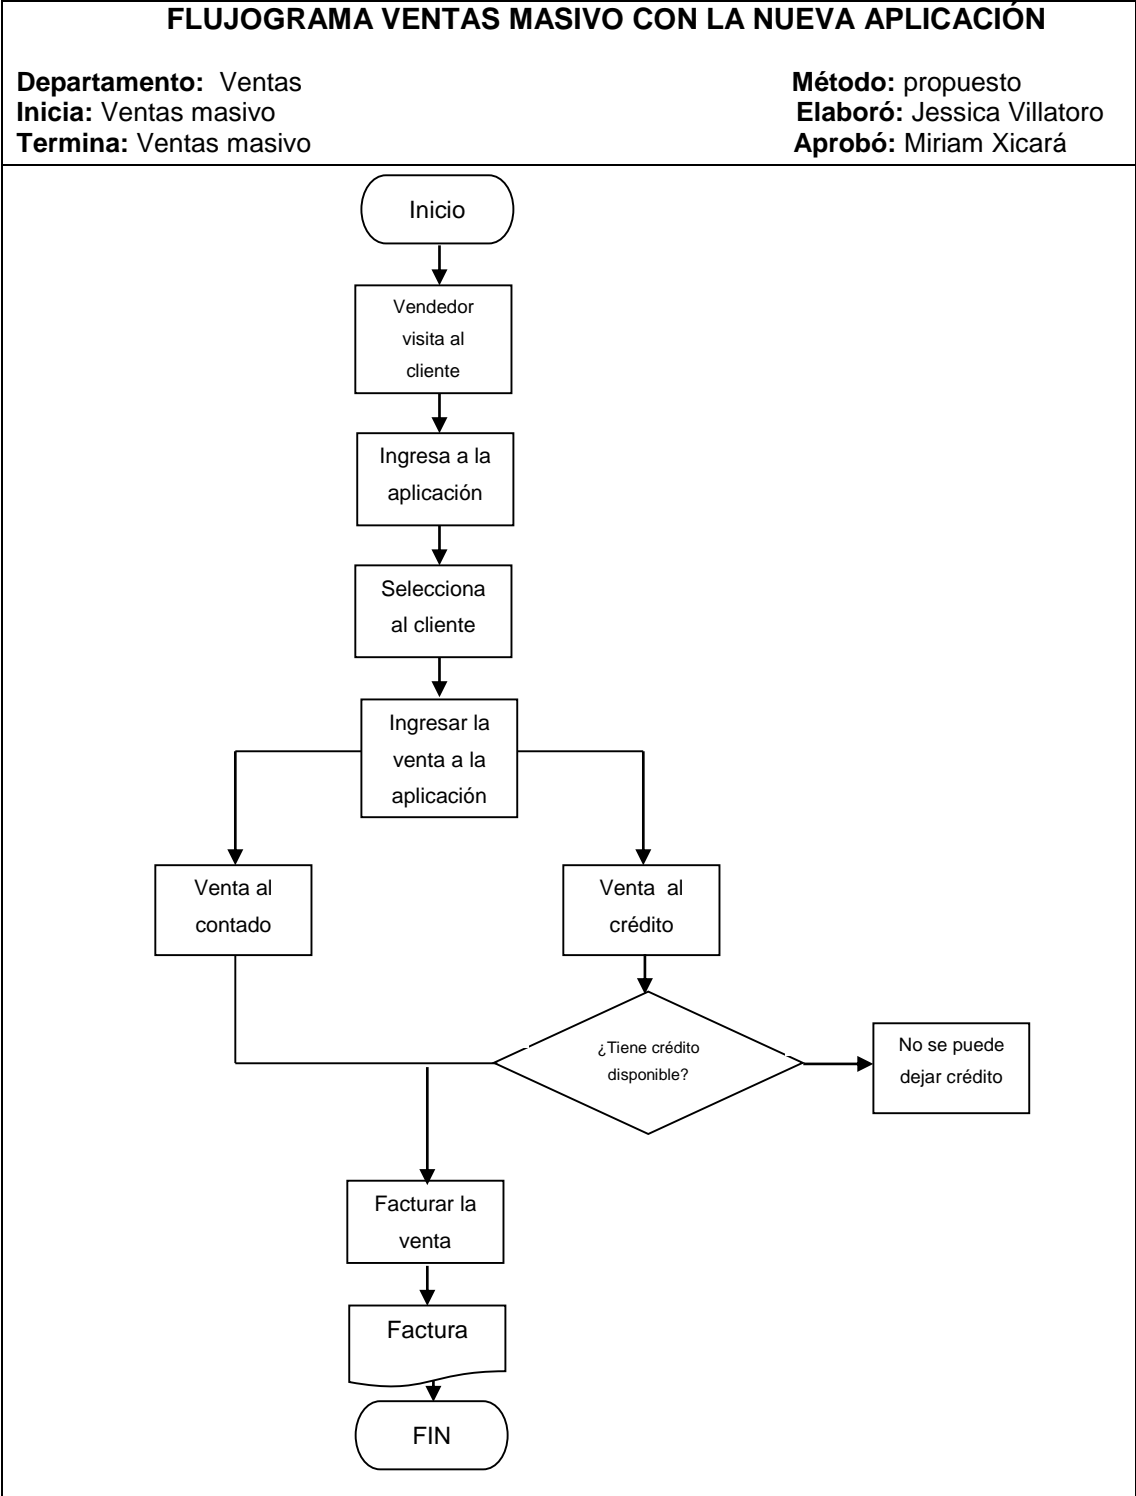 FLUJOGRAMA VENTAS MASIVO CON LA NUEVA APLICACIÓN
Departamento: Ventas
Método: propuesto
Inicia: Ventas masivo
Elaboró: Jessica Villatoro
Termina: Ventas masivo
Aprobó: Miriam Xicará
Inicio
Vendedor
visita al
cliente
Ingresa a la
aplicación
Selecciona
al cliente
Ingresar la
venta a la
aplicación
Venta al
contado
Venta al
crédito
¿Tiene crédito
disponible?
No se puede
dejar crédito
Facturar la
venta
Factura
FIN